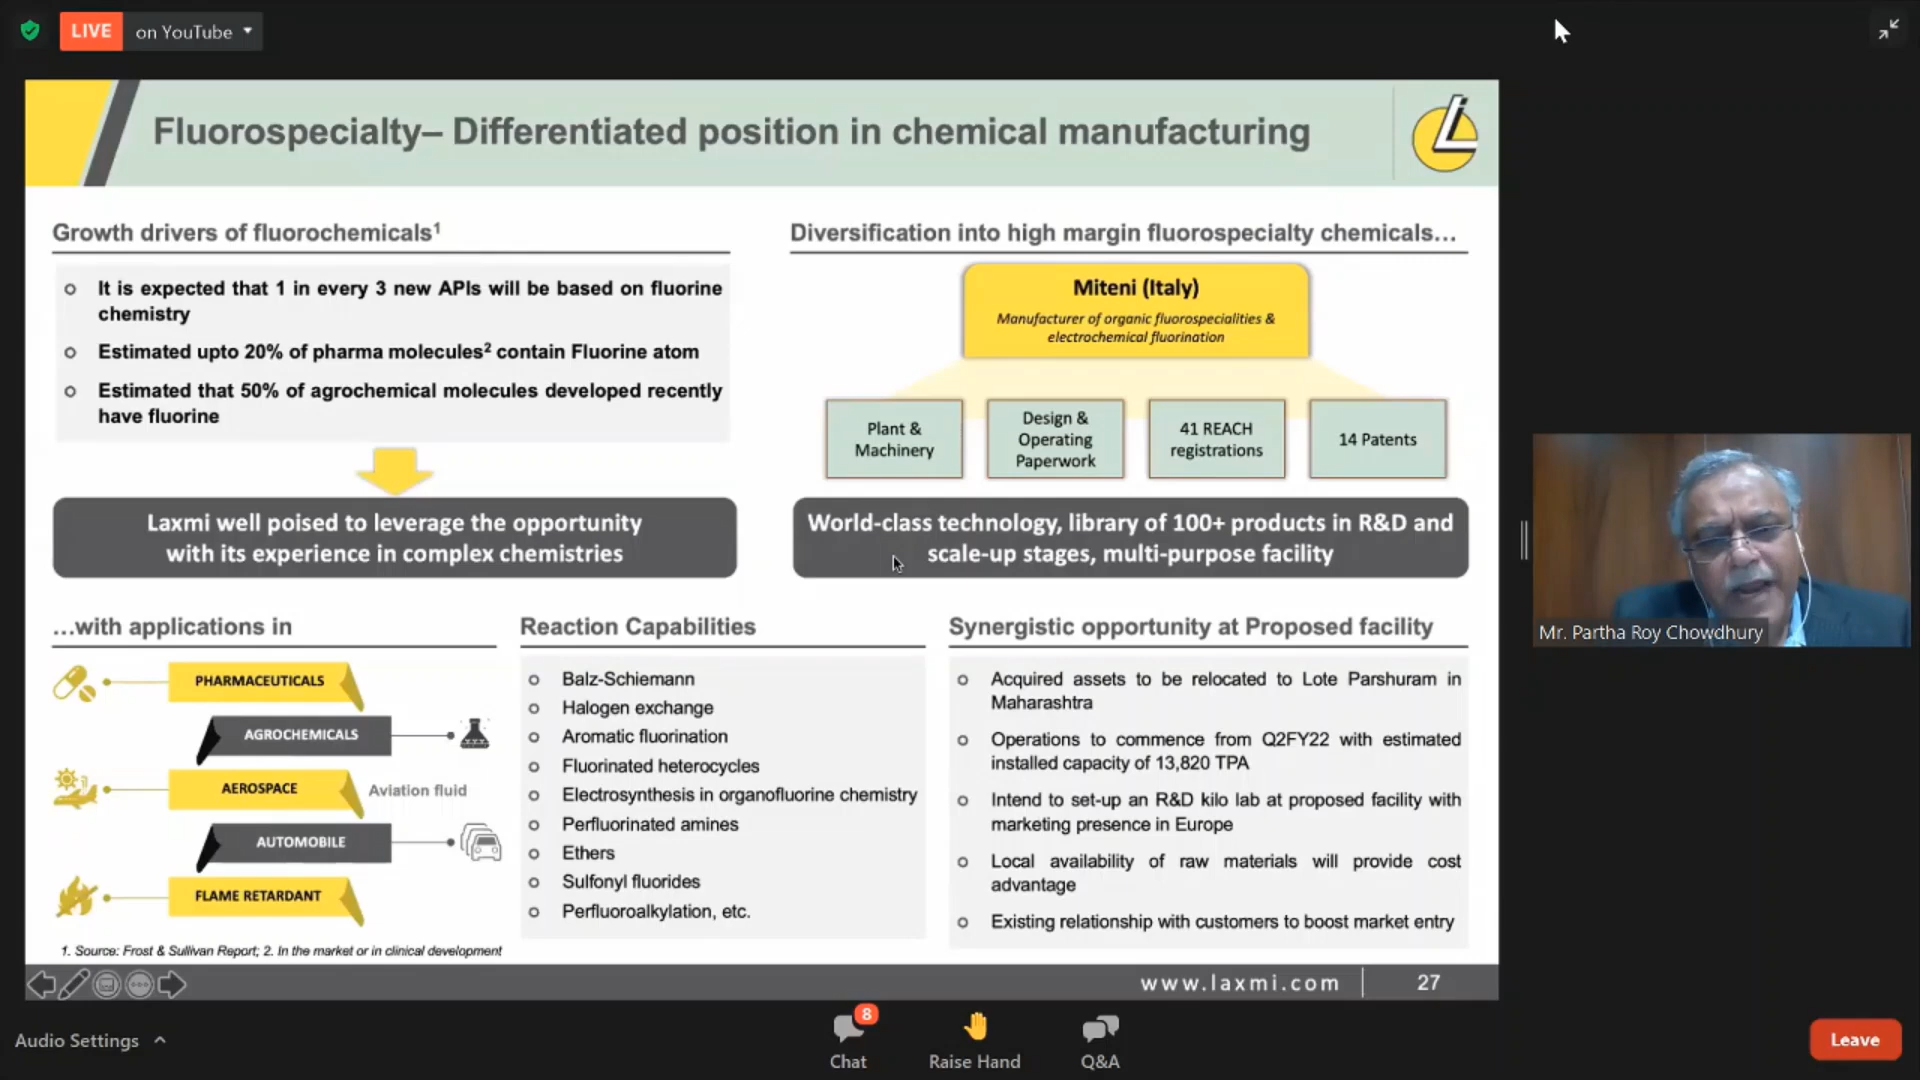 LIVE on YouTube
Fluorospecialty– Differentiated position in chemical manufacturing
Growth drivers of fluorochemicals¹
It is expected that 1 in every 3 new APIs will be based on fluorine
chemistry
Estimated upto 20% of pharma molecules² contain Fluorine atom
Estimated that 50% of agrochemical molecules developed recently
have fluorine
Laxmi well poised to leverage the opportunity
with its experience in complex chemistries
Diversification into high margin fluorospecialty chemicals…
Miteni (Italy)
Manufacturer of organic fluorospecialities &
electrochemical fluorination
Plant &
Machinery
Design &
Operating
Paperwork
41 REACH
registrations
14 Patents
World-class technology, library of 100+ products in R&D and
scale-up stages, multi-purpose facility
…with applications in
PHARMACEUTICALS
AGROCHEMICALS
AEROSPACE
Aviation fluid
AUTOMOBILE
FLAME RETARDANT
Reaction Capabilities
Balz-Schiemann
Halogen exchange
Aromatic fluorination
Fluorinated heterocycles
Electrosynthesis in organofluorine chemistry
Perfluorinated amines
Ethers
Sulfonyl fluorides
Perfluoroalkylation, etc.
Synergistic opportunity at Proposed facility
Acquired assets to be relocated to Lote Parshuram in
Maharashtra
Operations to commence from Q2FY22 with estimated
installed capacity of 13,820 TPA
Intend to set-up an R&D kilo lab at proposed facility with
marketing presence in Europe
Local availability of raw materials will provide cost
advantage
Existing relationship with customers to boost market entry
1. Source: Frost & Sullivan Report; 2. In the market or in clinical development
www.laxmi.com
27
Mr. Partha Roy Chowdhury
Audio Settings
8
Chat
Raise Hand
Q&A
Leave